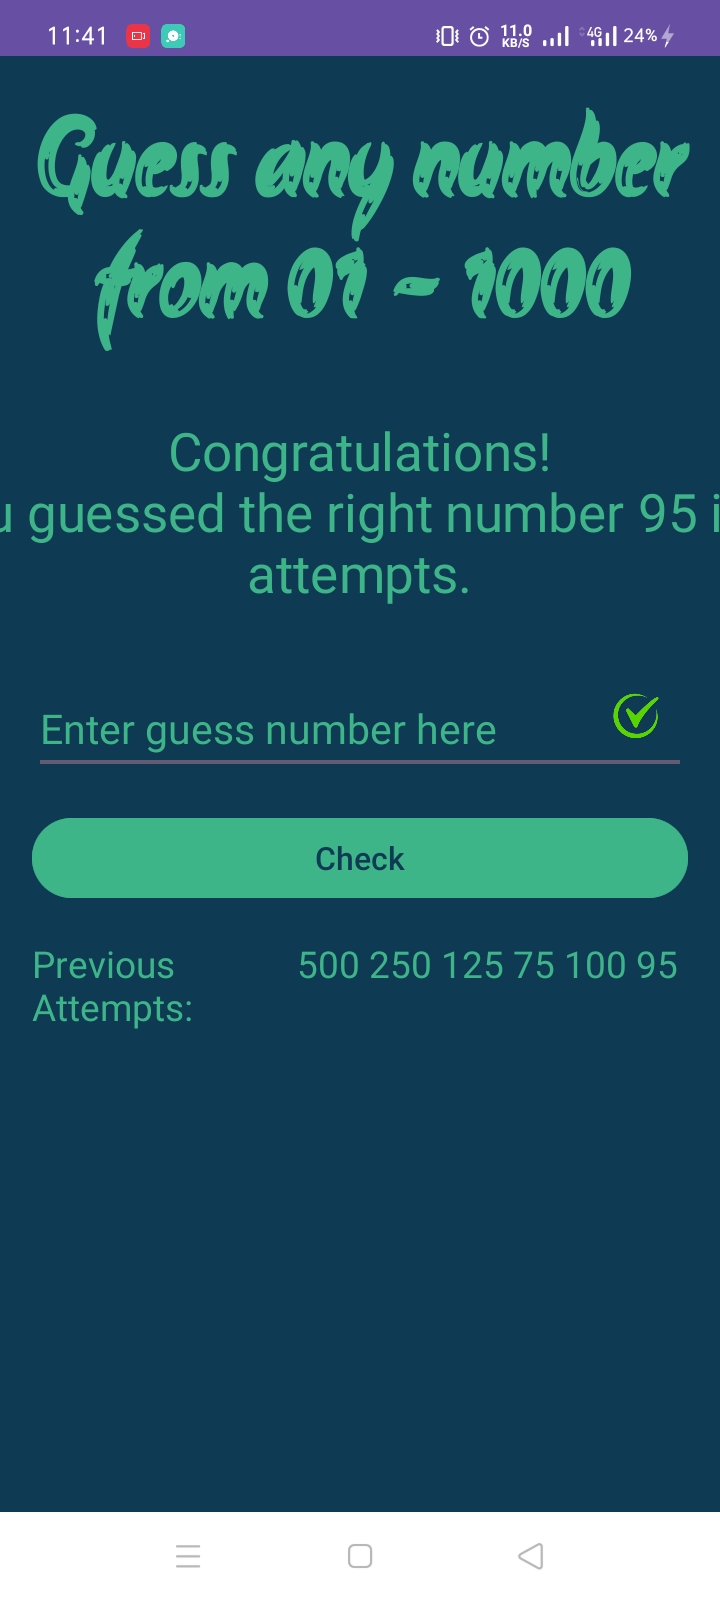 11:41 11.0 KB/S 4G 24%
Guess any number
from 01 - 1000
Congratulations!
u guessed the right number 95 i
attempts.
Enter guess number here
Check
Previous 500 250 125 75 100 95
Attempts: